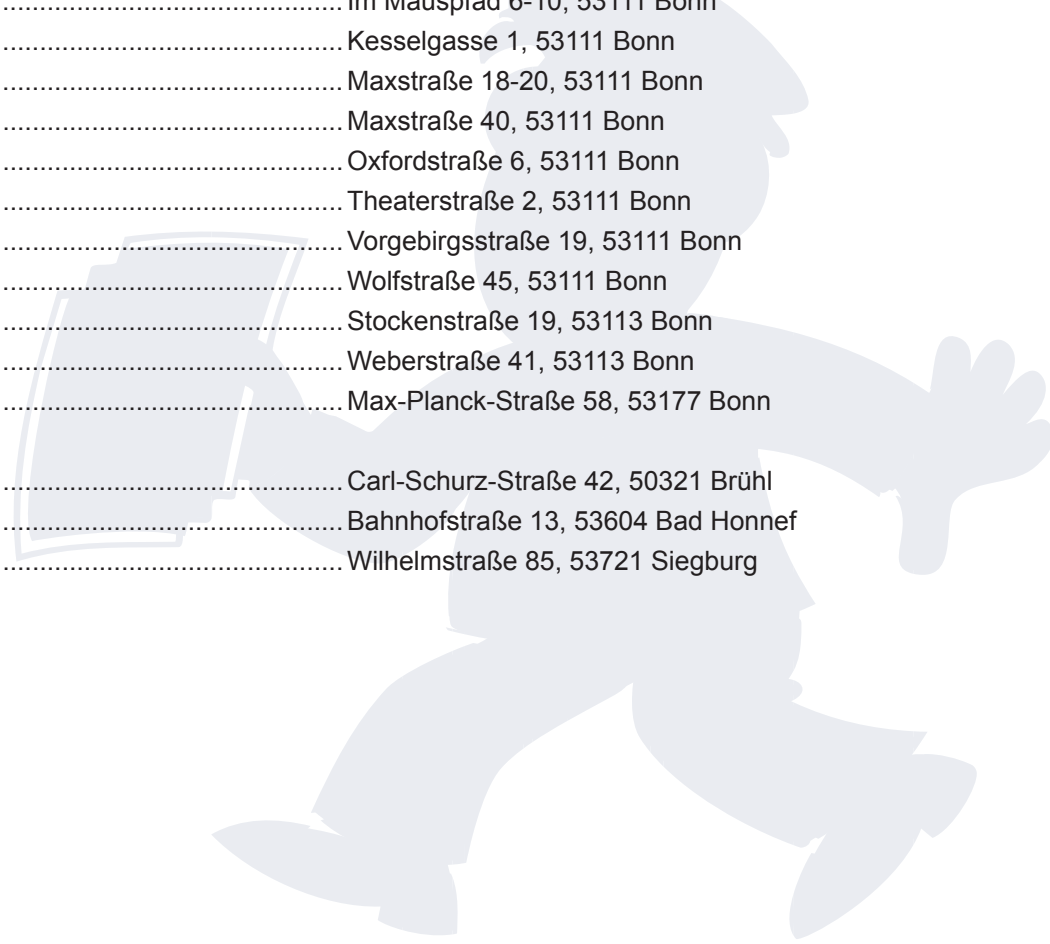 .............................................. Im Mauspfad 6-10, 53111 Bonn
.............................................. Kesselgasse 1, 53111 Bonn
.............................................. Maxstraße 18-20, 53111 Bonn
.............................................. Maxstraße 40, 53111 Bonn
.............................................. Oxfordstraße 6, 53111 Bonn
.............................................. Theaterstraße 2, 53111 Bonn
.............................................. Vorgebirgsstraße 19, 53111 Bonn
.............................................. Wolfstraße 45, 53111 Bonn
.............................................. Stockenstraße 19, 53113 Bonn
.............................................. Weberstraße 41, 53113 Bonn
.............................................. Max-Planck-Straße 58, 53177 Bonn
.............................................. Carl-Schurz-Straße 42, 50321 Brühl
.............................................. Bahnhofstraße 13, 53604 Bad Honnef
.............................................. Wilhelmstraße 85, 53721 Siegburg